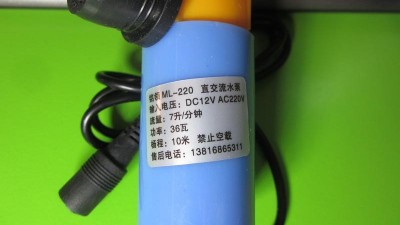 ML-220 直交流水泵
输入电压：DC12V AC220V
流量：7升/分钟
功率：36瓦
扬程：10米 禁止空载
售后电话：13816865311